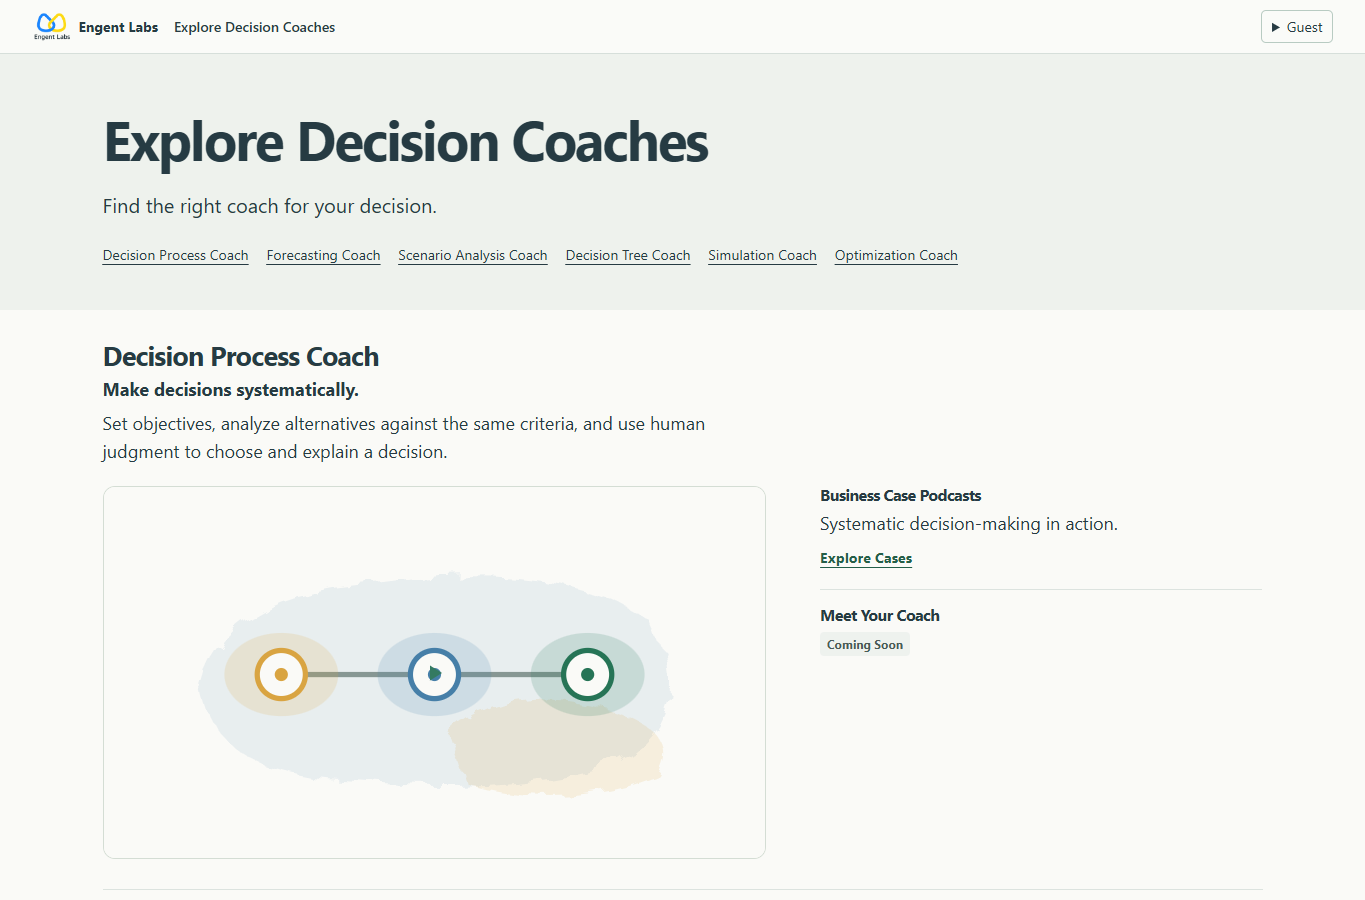 Engent Labs
Engent Labs Explore Decision Coaches
▶ Guest
Explore Decision Coaches
Find the right coach for your decision.
Decision Process Coach Forecasting Coach Scenario Analysis Coach Decision Tree Coach Simulation Coach Optimization Coach
Decision Process Coach
Make decisions systematically.
Set objectives, analyze alternatives against the same criteria, and use human
judgment to choose and explain a decision.
Business Case Podcasts
Systematic decision-making in action.
Explore Cases
Meet Your Coach
Coming Soon